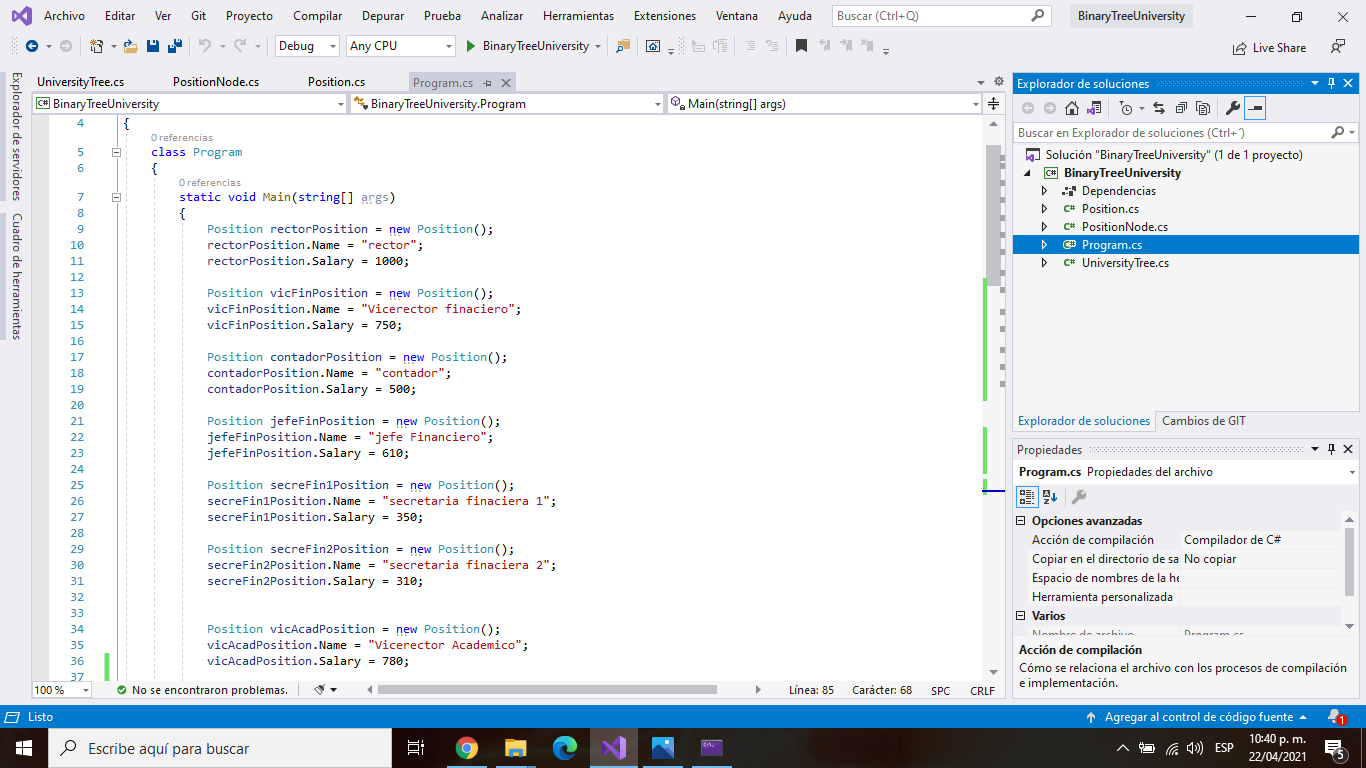 Archivo Editar Ver Git Proyecto Compilar Depurar Prueba Analizar Herramientas Extensiones Ventana Ayuda Buscar (Ctrl+Q) BinaryTreeUniversity
Debug Any CPU BinaryTreeUniversity Live Share
Explorador de servidores
Cuadro de herramientas
UniversityTree.cs PositionNode.cs Position.cs Program.cs
BinaryTreeUniversity BinaryTreeUniversity.Program Main(string[] args)
4 {
0 referencias
5 class Program
6 {
0 referencias
7 static void Main(string[] args)
8 {
9 Position rectorPosition = new Position();
10 rectorPosition.Name = "rector";
11 rectorPosition.Salary = 1000;
12
13 Position vicFinPosition = new Position();
14 vicFinPosition.Name = "Vicerector finaciero";
15 vicFinPosition.Salary = 750;
16
17 Position contadorPosition = new Position();
18 contadorPosition.Name = "contador";
19 contadorPosition.Salary = 500;
20
21 Position jefeFinPosition = new Position();
22 jefeFinPosition.Name = "jefe Financiero";
23 jefeFinPosition.Salary = 610;
24
25 Position secreFin1Position = new Position();
26 secreFin1Position.Name = "secretaria finaciera 1";
27 secreFin1Position.Salary = 350;
28
29 Position secreFin2Position = new Position();
30 secreFin2Position.Name = "secretaria finaciera 2";
31 secreFin2Position.Salary = 310;
32
33
34 Position vicAcadPosition = new Position();
35 vicAcadPosition.Name = "Vicerector Academico";
36 vicAcadPosition.Salary = 780;
37
100 % No se encontraron problemas. Línea: 85 Carácter: 68 SPC CRLF
Explorador de soluciones
Buscar en Explorador de soluciones (Ctrl+´)
Solución "BinaryTreeUniversity" (1 de 1 proyecto)
BinaryTreeUniversity
Dependencias
Position.cs
PositionNode.cs
Program.cs
UniversityTree.cs
Explorador de soluciones Cambios de GIT
Propiedades
Program.cs Propiedades del archivo
Opciones avanzadas
Acción de compilación Compilador de C#
Copiar en el directorio de sa No copiar
Espacio de nombres de la he
Herramienta personalizada
Varios
Nombre de archivo Program.cs
Acción de compilación
Cómo se relaciona el archivo con los procesos de compilación
e implementación.
Listo Agregar al control de código fuente 1
Escribe aquí para buscar ESP 10:40 p. m.
22/04/2021 5